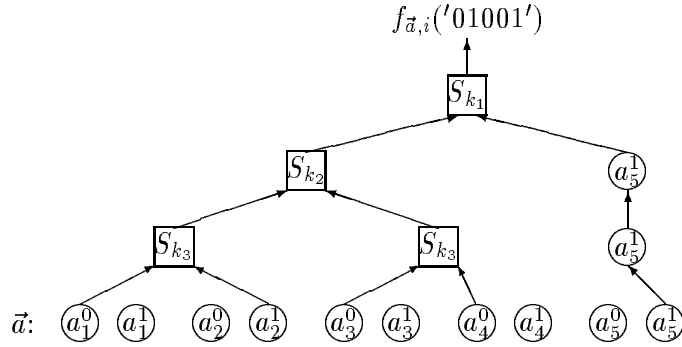 f_{\vec{a},i}('01001')
S_{k_1}
S_{k_2}
a_5^1
S_{k_3} S_{k_3} a_5^1
\vec{a}: a_1^0 a_1^1 a_2^0 a_2^1 a_3^0 a_3^1 a_4^0 a_4^1 a_5^0 a_5^1